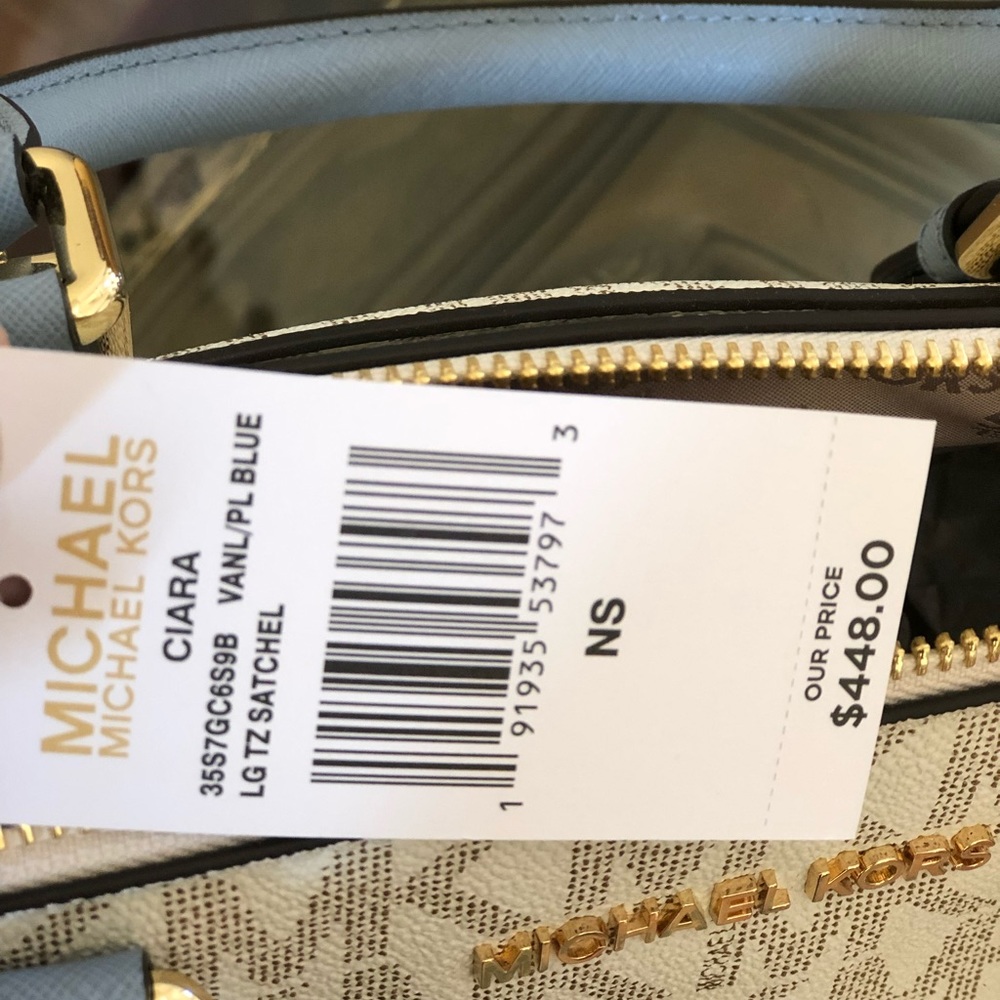 MICHAEL
MICHAEL KORS
CIARA
35S7GC6S9B VANL/PL BLUE
LG TZ SATCHEL
1 91935 53797 3
NS
OUR PRICE
$448.00
MICHAEL KORS